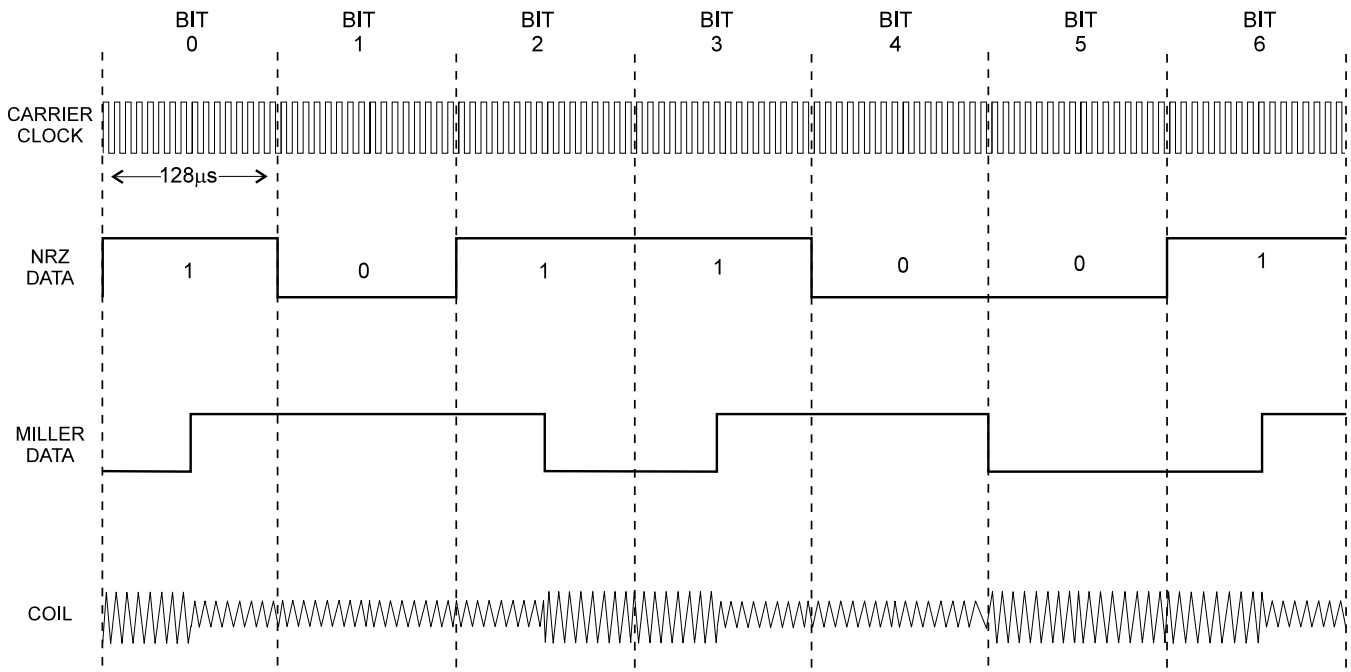 BIT 0
BIT 1
BIT 2
BIT 3
BIT 4
BIT 5
BIT 6
CARRIER
CLOCK
128μs
NRZ
DATA
1 0 1 1 0 0 1
MILLER
DATA
COIL